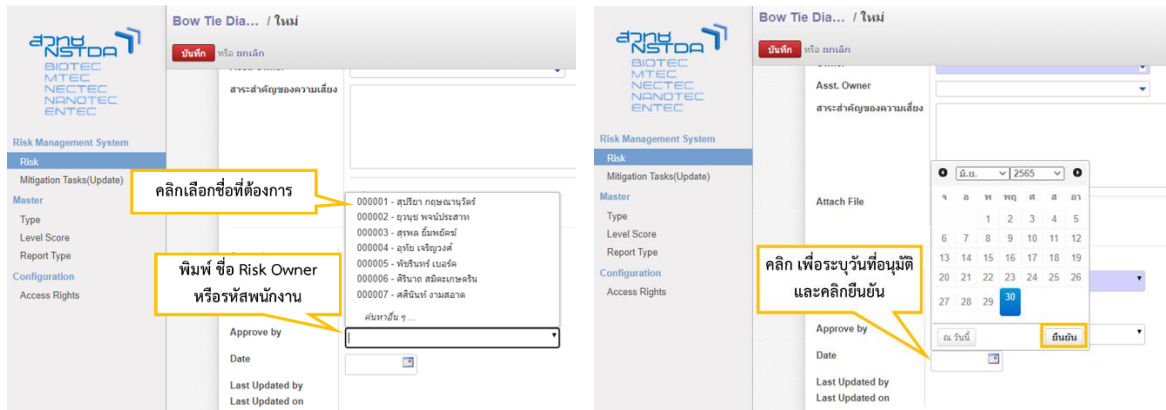 Bow Tie Dia... / ใหม่
สวทช
NSTDA
BIOTEC
MTEC
NECTEC
NANOTEC
ENTEC
บันทึก หรือ ยกเลิก
สาระสำคัญของความเสี่ยง
Risk Management System
Risk
Mitigation Tasks(Update)
Master
Type
Level Score
Report Type
Configuration
Access Rights
คลิกเลือกชื่อที่ต้องการ
000001 - สุปรียา กฤษณานุวัตร์
000002 - ยุวนุช พจน์ประสาท
000003 - สุรพล ยิ้มพยัคฆ์
000004 - อุทัย เจริญวงศ์
000005 - พัชรินทร์ เบอร์ค
000006 - ศิรินาถ สมิตะเกษตริน
000007 - ศศินันท์ งามสอาด
ค้นหาอื่น ๆ ...
พิมพ์ ชื่อ Risk Owner
หรือรหัสพนักงาน
Approve by
Date
Last Updated by
Last Updated on
Bow Tie Dia... / ใหม่
สวทช
NSTDA
BIOTEC
MTEC
NECTEC
NANOTEC
ENTEC
บันทึก หรือ ยกเลิก
Asst. Owner
สาระสำคัญของความเสี่ยง
Risk Management System
Risk
Mitigation Tasks(Update)
Master
Type
Level Score
Report Type
Configuration
Access Rights
Attach File
มิ.ย. 2565
จ อ พ พฤ ศ ส อา
1 2 3 4 5
6 7 8 9 10 11 12
13 14 15 16 17 18 19
20 21 22 23 24 25 26
27 28 29 30
ณ วันนี้ ยืนยัน
คลิก เพื่อระบุวันที่อนุมัติ
และคลิกยืนยัน
Approve by
Date
Last Updated by
Last Updated on